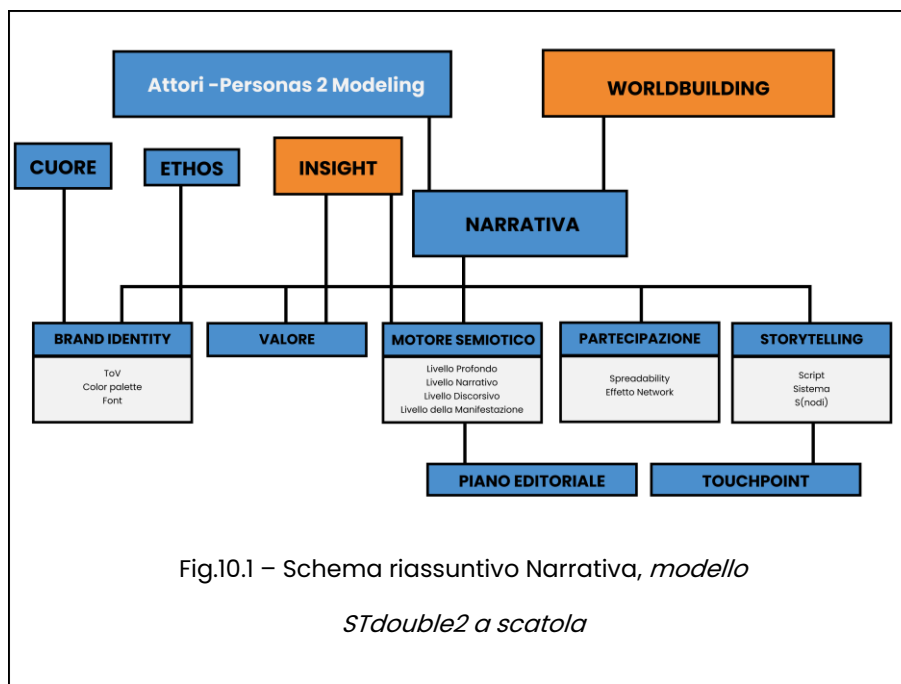 Attori -Personas 2 Modeling
WORLDBUILDING
CUORE
ETHOS
INSIGHT
NARRATIVA
BRAND IDENTITY
ToV
Color palette
Font
VALORE
MOTORE SEMIOTICO
Livello Profondo
Livello Narrativo
Livello Discorsivo
Livello della Manifestazione
PARTECIPAZIONE
Spreadability
Effetto Network
STORYTELLING
Script
Sistema
S(nodi)
PIANO EDITORIALE
TOUCHPOINT
Fig.10.1 – Schema riassuntivo Narrativa, modello
STdouble2 a scatola